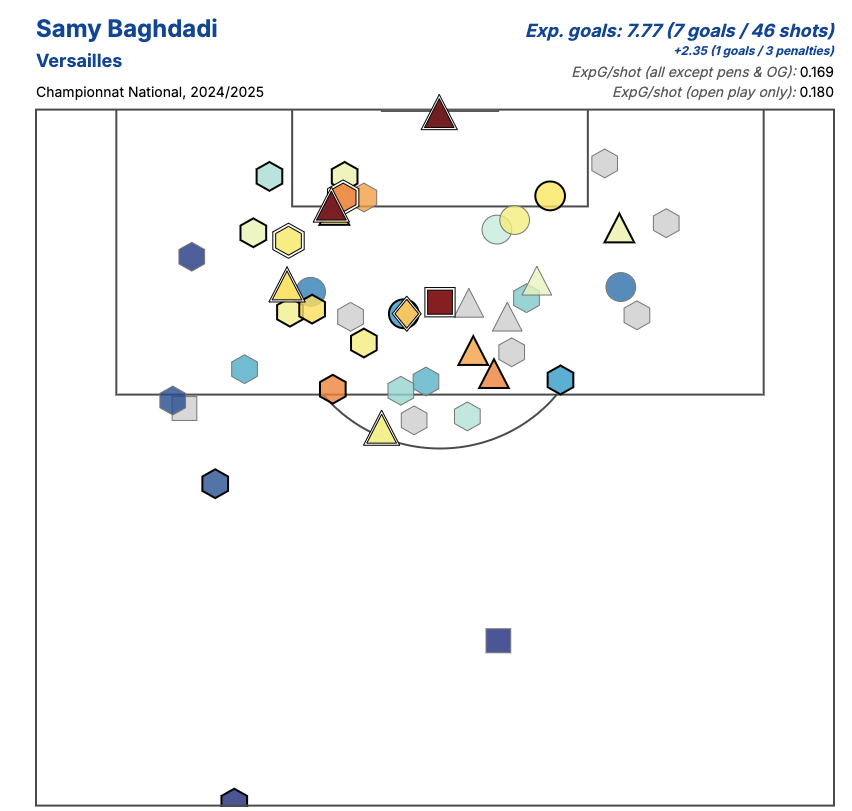 Samy Baghdadi
Exp. goals: 7.77 (7 goals / 46 shots)
Versailles
+2.35 (1 goals / 3 penalties)
ExpG/shot (all except pens & OG): 0.169
Championnat National, 2024/2025
ExpG/shot (open play only): 0.180